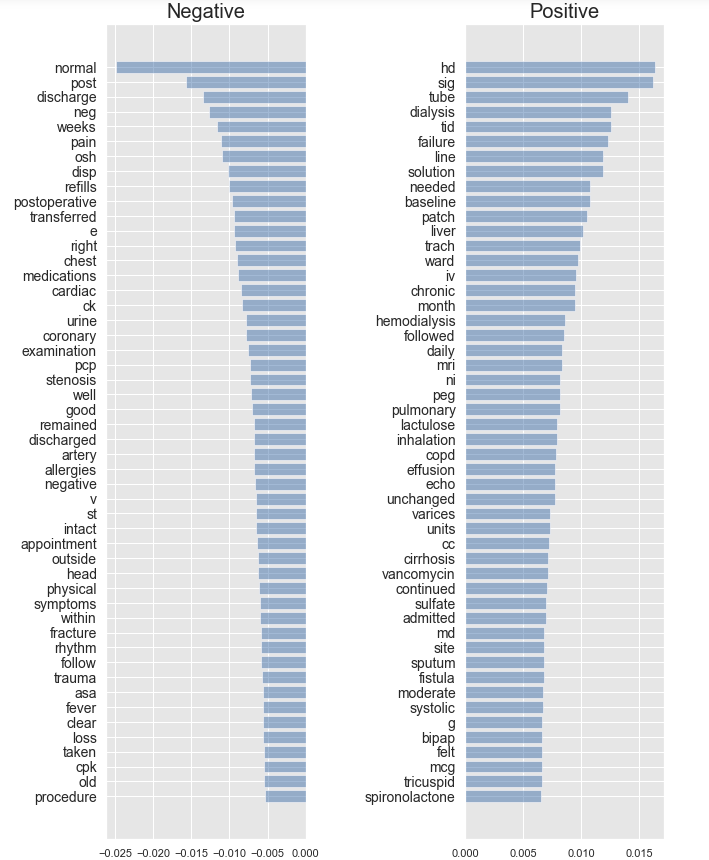 Negative
normal
post
discharge
neg
weeks
pain
osh
disp
refills
postoperative
transferred
e
right
chest
medications
cardiac
ck
urine
coronary
examination
pcp
stenosis
well
good
remained
discharged
artery
allergies
negative
v
st
intact
appointment
outside
head
physical
symptoms
within
fracture
rhythm
follow
trauma
asa
fever
clear
loss
taken
cpk
old
procedure
−0.025 −0.020 −0.015 −0.010 −0.005 0.000
Positive
hd
sig
tube
dialysis
tid
failure
line
solution
needed
baseline
patch
liver
trach
ward
iv
chronic
month
hemodialysis
followed
daily
mri
ni
peg
pulmonary
lactulose
inhalation
copd
effusion
echo
unchanged
varices
units
cc
cirrhosis
vancomycin
continued
sulfate
admitted
md
site
sputum
fistula
moderate
systolic
g
bipap
felt
mcg
tricuspid
spironolactone
0.000 0.005 0.010 0.015